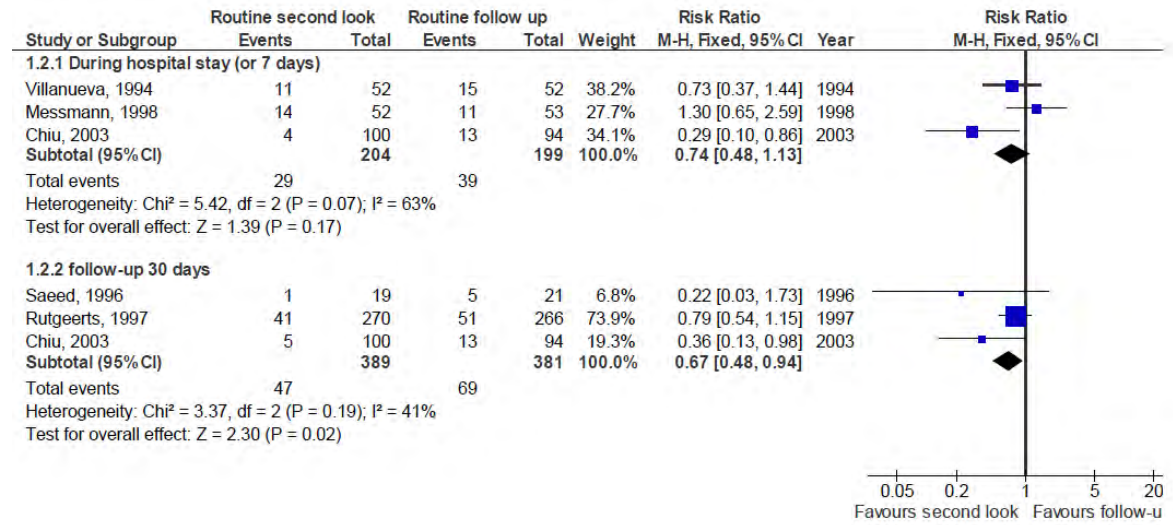 Routine second look Routine follow up Risk Ratio Risk Ratio
Study or Subgroup Events Total Events Total Weight M-H, Fixed, 95% CI Year M-H, Fixed, 95% CI
1.2.1 During hospital stay (or 7 days)
Villanueva, 1994 11 52 15 52 38.2% 0.73 [0.37, 1.44] 1994
Messmann, 1998 14 52 11 53 27.7% 1.30 [0.65, 2.59] 1998
Chiu, 2003 4 100 13 94 34.1% 0.29 [0.10, 0.86] 2003
Subtotal (95% CI) 204 199 100.0% 0.74 [0.48, 1.13]
Total events 29 39
Heterogeneity: Chi² = 5.42, df = 2 (P = 0.07); I² = 63%
Test for overall effect: Z = 1.39 (P = 0.17)
1.2.2 follow-up 30 days
Saeed, 1996 1 19 5 21 6.8% 0.22 [0.03, 1.73] 1996
Rutgeerts, 1997 41 270 51 266 73.9% 0.79 [0.54, 1.15] 1997
Chiu, 2003 5 100 13 94 19.3% 0.36 [0.13, 0.98] 2003
Subtotal (95% CI) 389 381 100.0% 0.67 [0.48, 0.94]
Total events 47 69
Heterogeneity: Chi² = 3.37, df = 2 (P = 0.19); I² = 41%
Test for overall effect: Z = 2.30 (P = 0.02)
0.05 0.2 1 5 20
Favours second look Favours follow-u